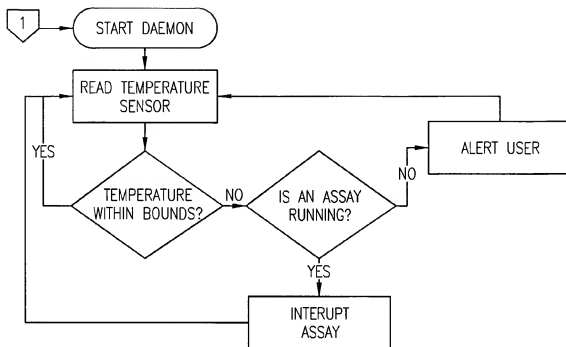 1
START DAEMON
READ TEMPERATURE
SENSOR
YES
TEMPERATURE
WITHIN BOUNDS?
NO
IS AN ASSAY
RUNNING?
NO
ALERT USER
YES
INTERUPT
ASSAY